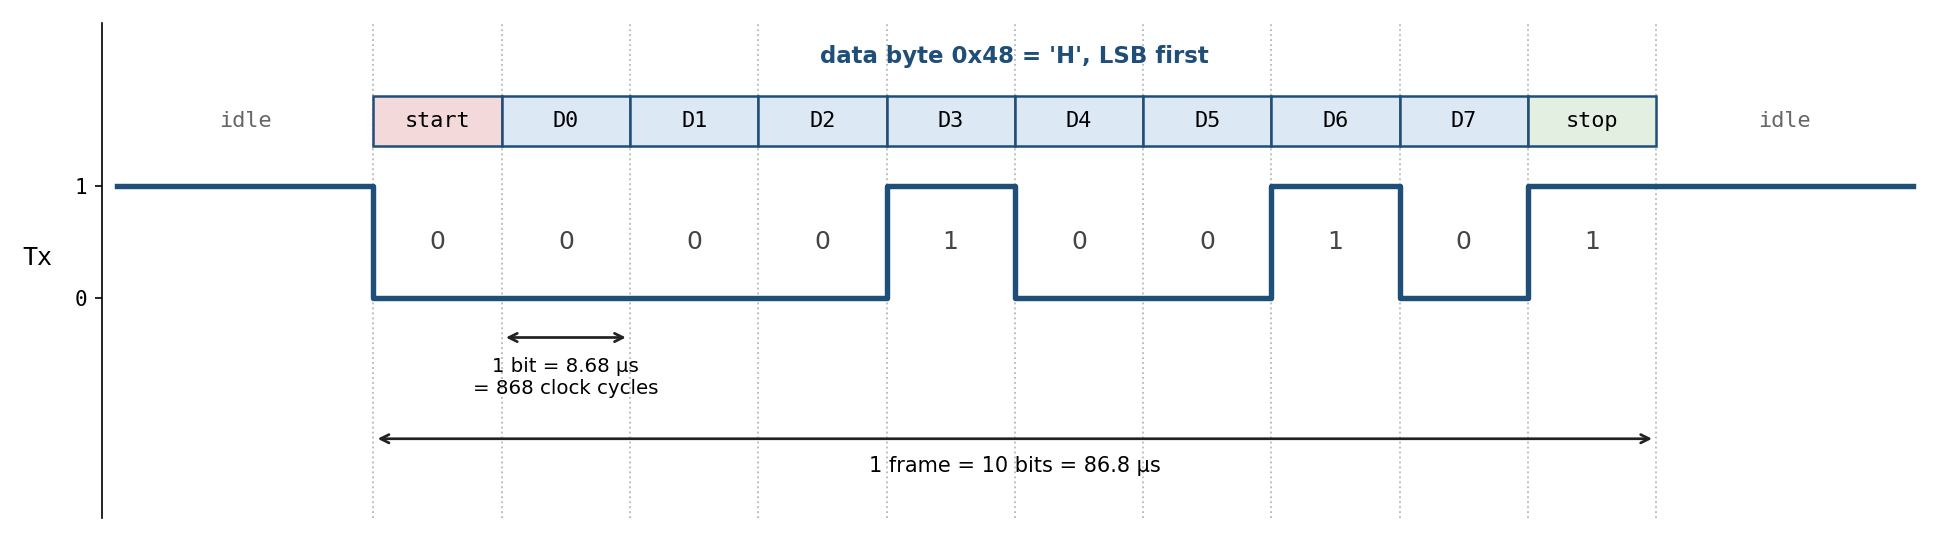 data byte 0x48 = 'H', LSB first
idle start D0 D1 D2 D3 D4 D5 D6 D7 stop idle
1
0 0 0 0 1 0 0 1 0 1
Tx
0
1 bit = 8.68 µs
= 868 clock cycles
1 frame = 10 bits = 86.8 µs